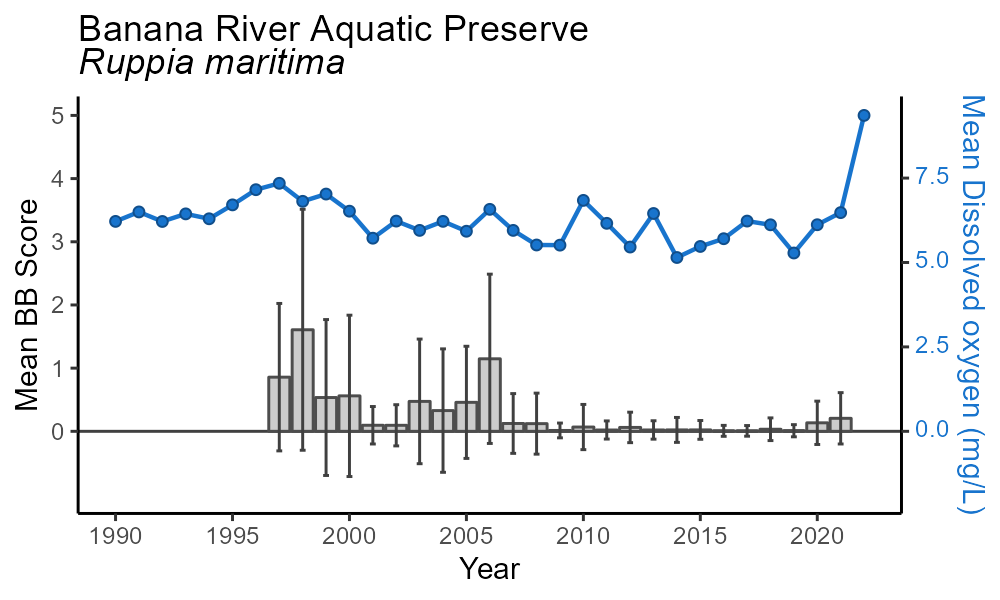 Banana River Aquatic Preserve
Ruppia maritima
Mean BB Score
5
4
3
2
1
0
7.5
5.0
2.5
0.0
Mean Dissolved oxygen (mg/L)
1990 1995 2000 2005 2010 2015 2020
Year